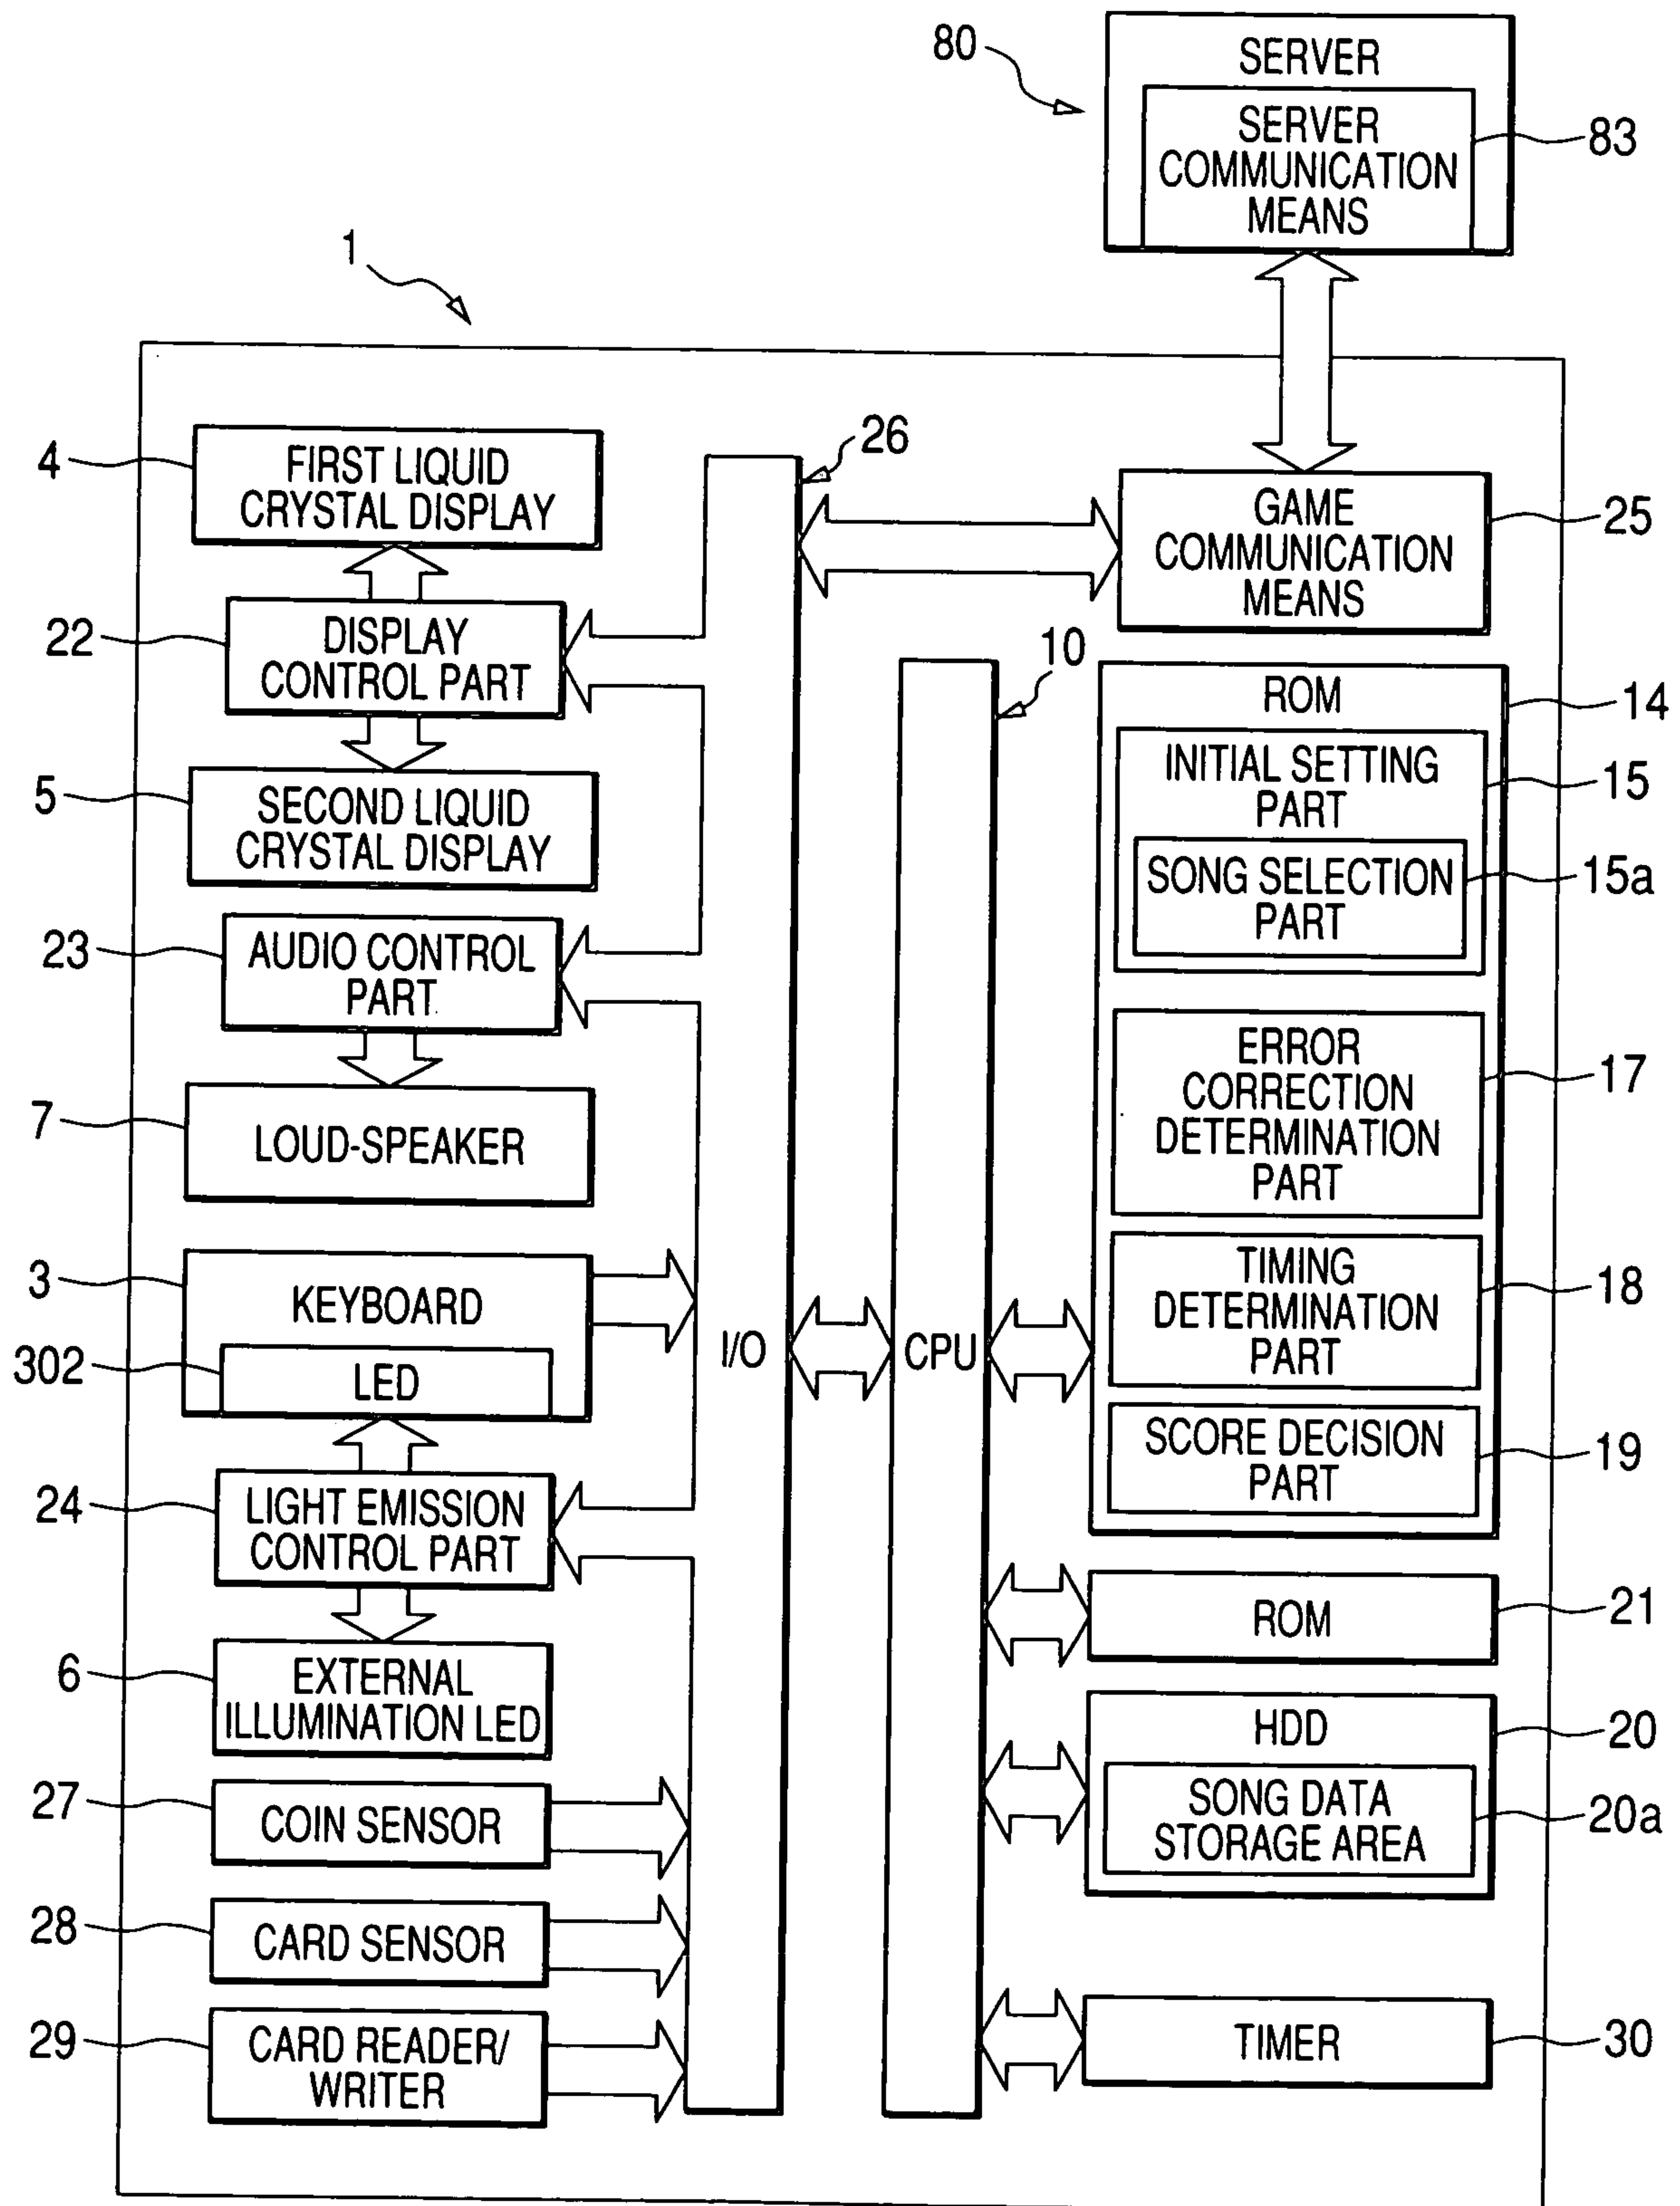 80
SERVER
SERVER
COMMUNICATION
MEANS
83
1
4
FIRST LIQUID
CRYSTAL DISPLAY
26
GAME
COMMUNICATION
MEANS
25
22
DISPLAY
CONTROL PART
10
ROM
14
INITIAL SETTING
PART
15
5
SECOND LIQUID
CRYSTAL DISPLAY
SONG SELECTION
PART
15a
23
AUDIO CONTROL
PART
ERROR
CORRECTION
DETERMINATION
PART
17
7
LOUD-SPEAKER
3
KEYBOARD
302
LED
I/O
CPU
TIMING
DETERMINATION
PART
18
SCORE DECISION
PART
19
24
LIGHT EMISSION
CONTROL PART
ROM
21
6
EXTERNAL
ILLUMINATION LED
HDD
20
SONG DATA
STORAGE AREA
20a
27
COIN SENSOR
28
CARD SENSOR
29
CARD READER/
WRITER
TIMER
30